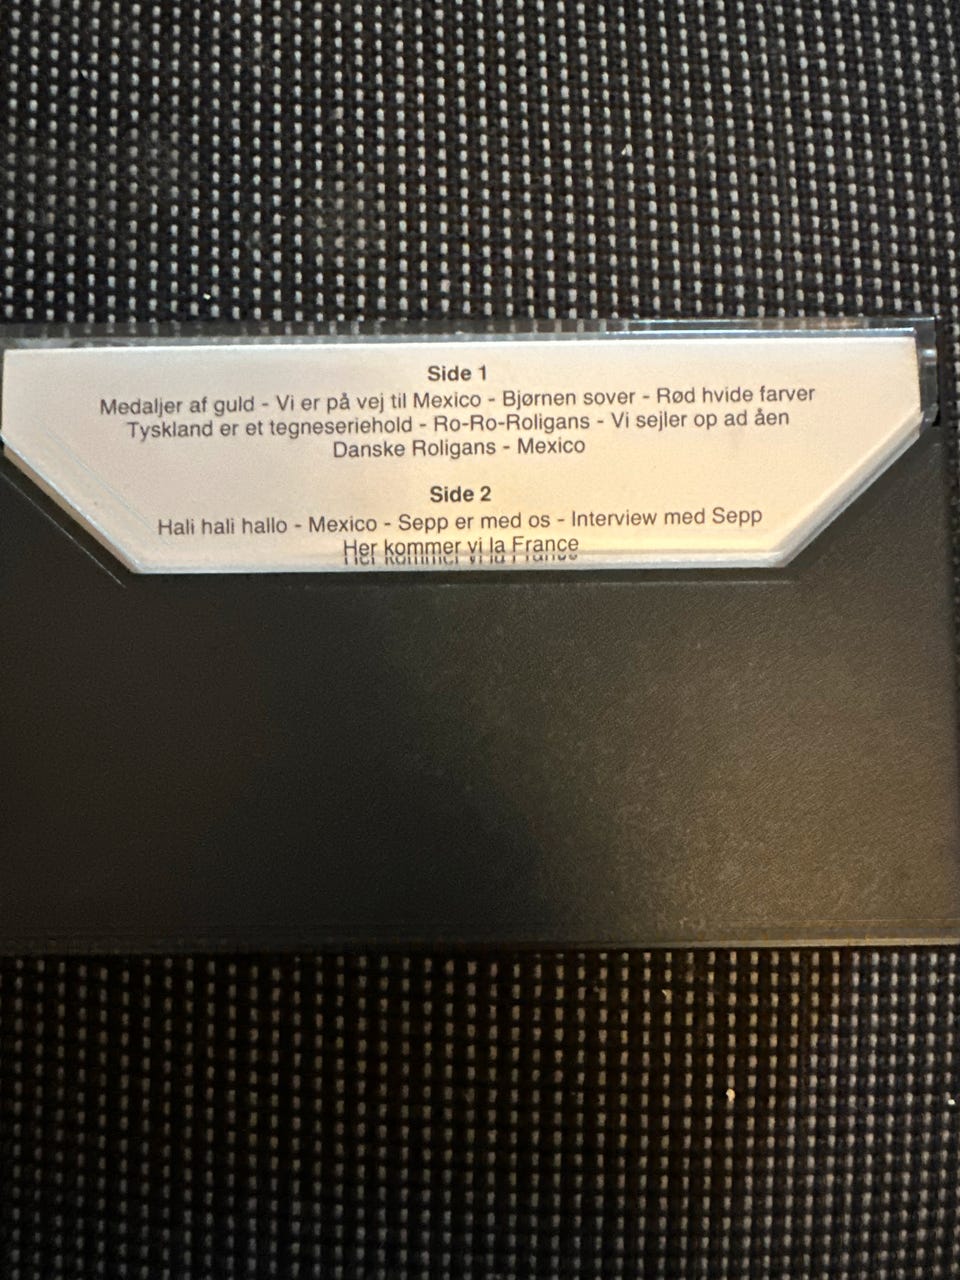 Side 1
Medaljer af guld - Vi er på vej til Mexico - Bjørnen sover - Rød hvide farver
Tyskland er et tegneseriehold - Ro-Ro-Roligans - Vi sejler op ad åen
Danske Roligans - Mexico
Side 2
Hali hali hallo - Mexico - Sepp er med os - Interview med Sepp
Her kommer vi la France